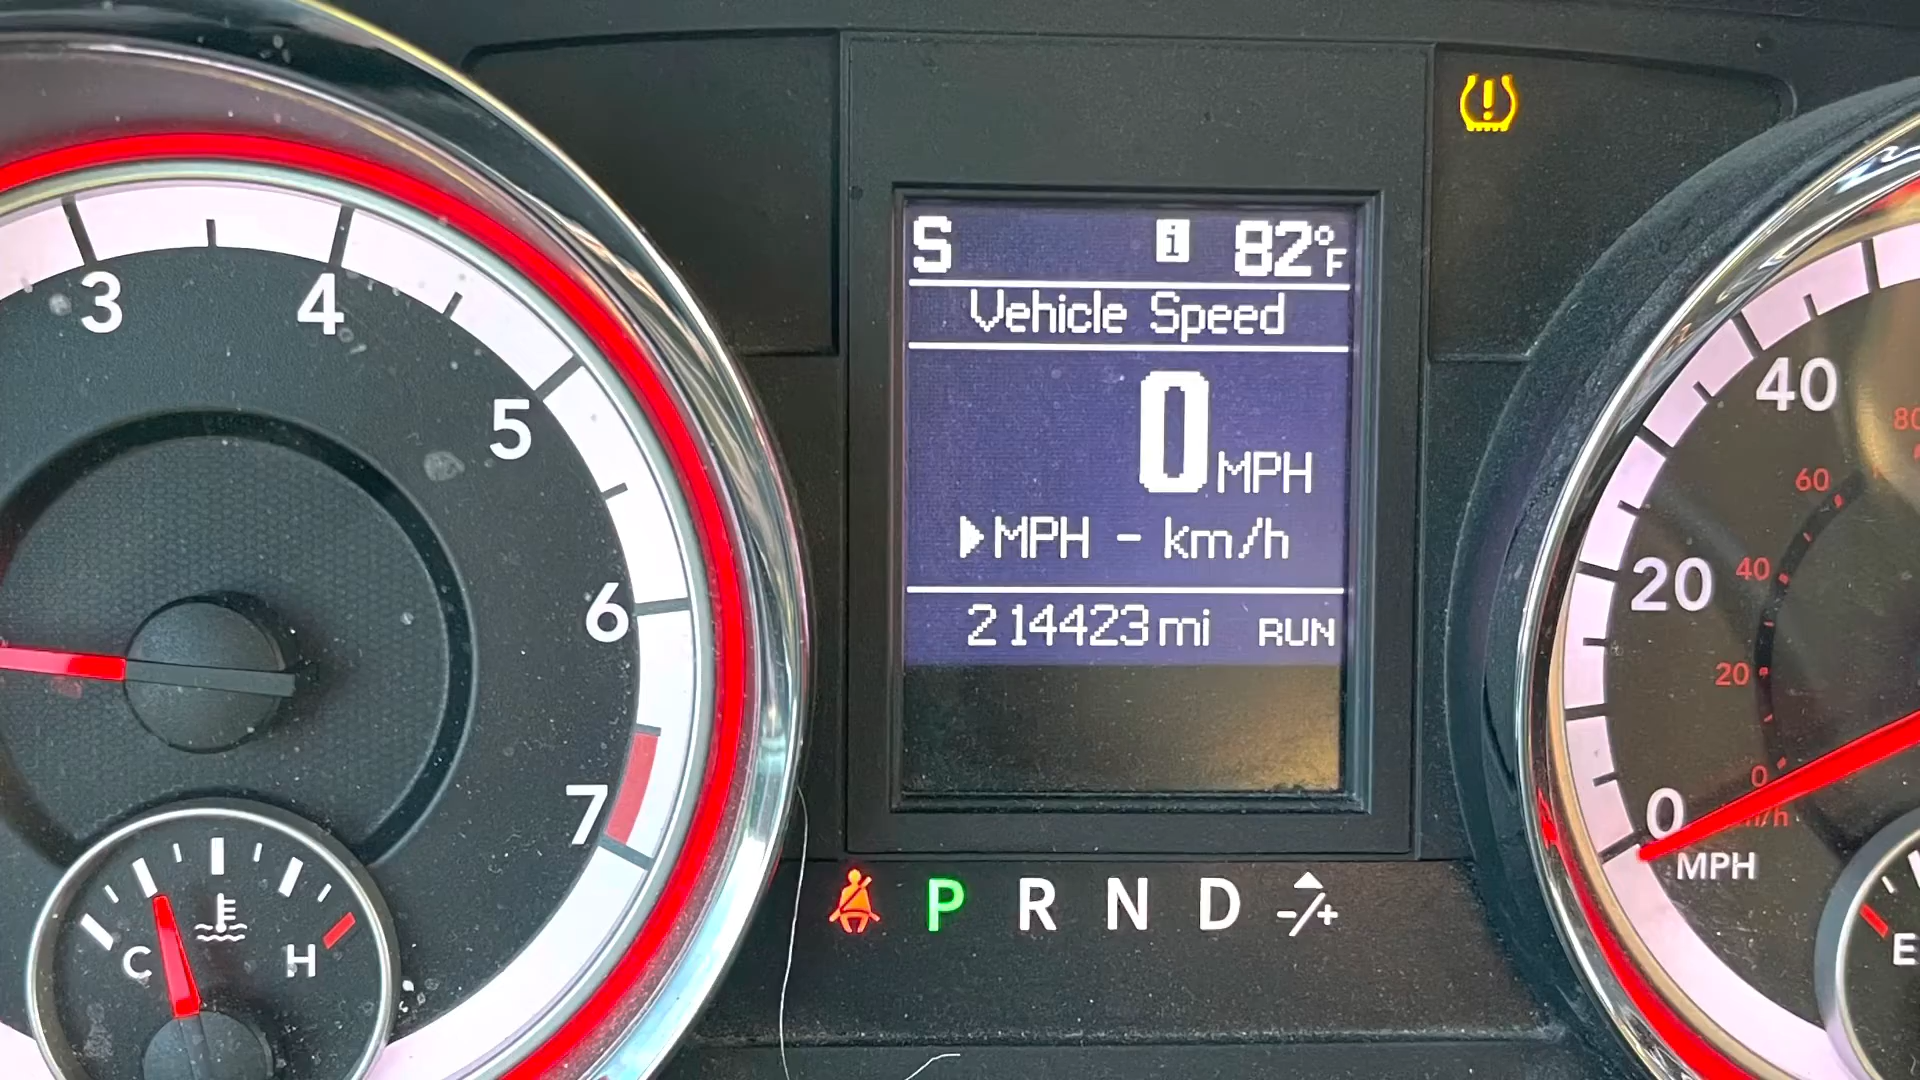 3
4
5
6
7
C
H
S i 82°F
Vehicle Speed
0 MPH
▶MPH - km/h
214423 mi RUN
P R N D -/+
40
20
0
MPH
80
60
40
20
0
E